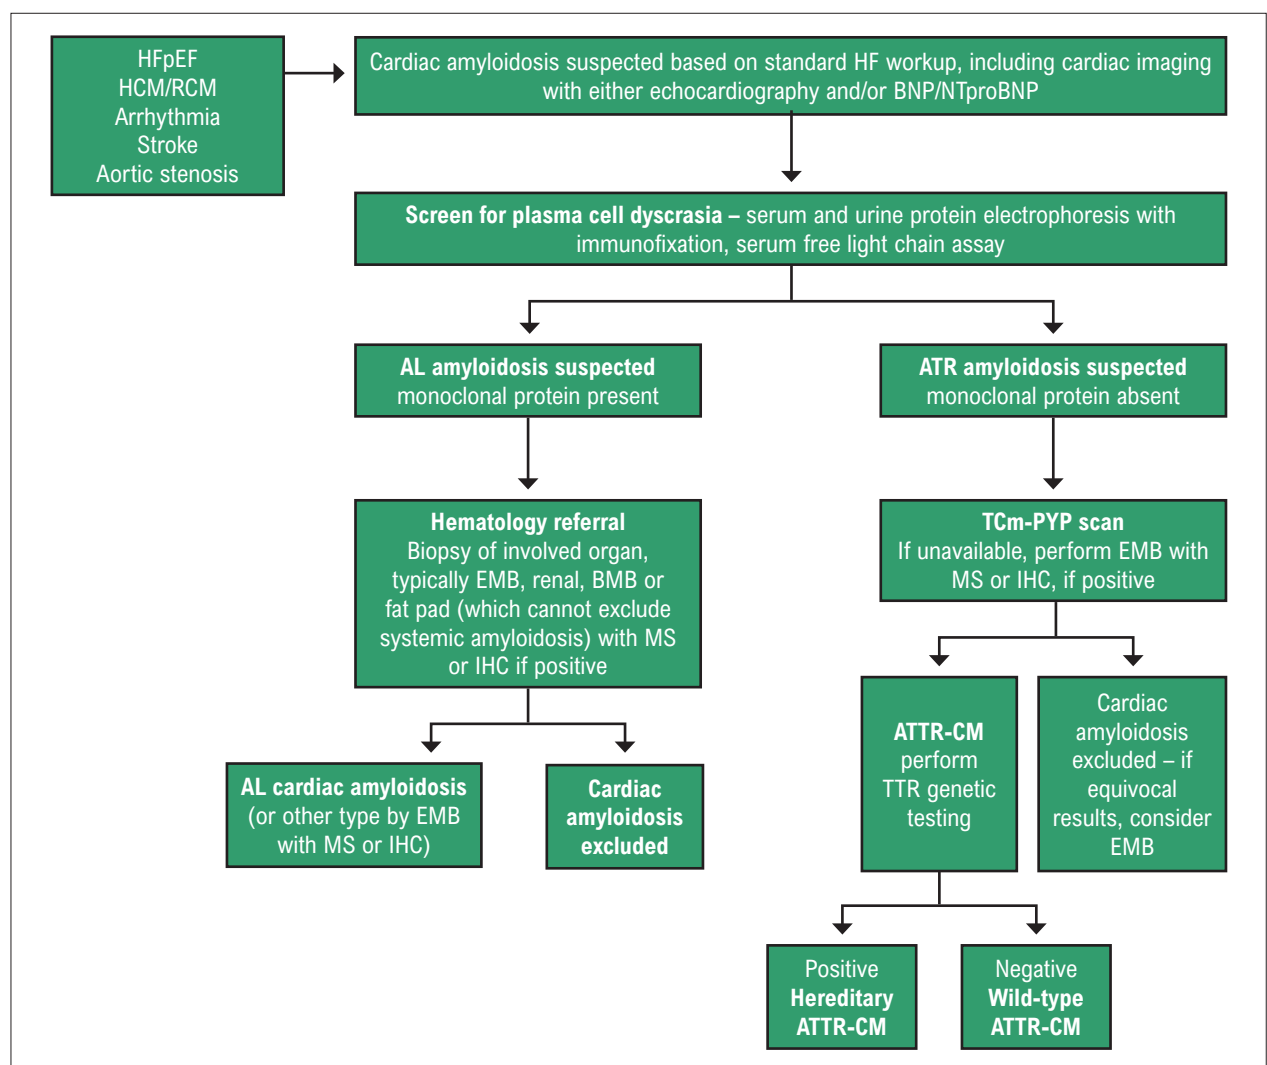 HFpEF
HCM/RCM
Arrhythmia
Stroke
Aortic stenosis
Cardiac amyloidosis suspected based on standard HF workup, including cardiac imaging
with either echocardiography and/or BNP/NTproBNP
Screen for plasma cell dyscrasia – serum and urine protein electrophoresis with
immunofixation, serum free light chain assay
AL amyloidosis suspected
monoclonal protein present
ATR amyloidosis suspected
monoclonal protein absent
Hematology referral
Biopsy of involved organ,
typically EMB, renal, BMB or
fat pad (which cannot exclude
systemic amyloidosis) with MS
or IHC if positive
TCm-PYP scan
If unavailable, perform EMB with
MS or IHC, if positive
AL cardiac amyloidosis
(or other type by EMB
with MS or IHC)
Cardiac
amyloidosis
excluded
ATTR-CM
perform
TTR genetic
testing
Cardiac
amyloidosis
excluded – if
equivocal
results, consider
EMB
Positive
Hereditary
ATTR-CM
Negative
Wild-type
ATTR-CM